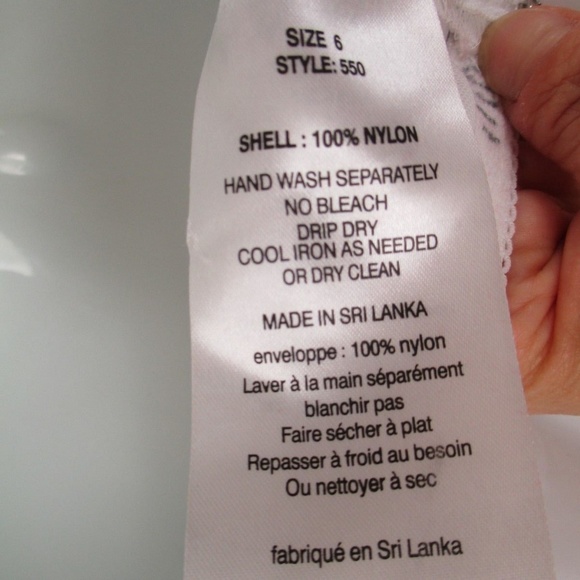 SIZE 6
STYLE: 550
SHELL : 100% NYLON
HAND WASH SEPARATELY
NO BLEACH
DRIP DRY
COOL IRON AS NEEDED
OR DRY CLEAN
MADE IN SRI LANKA
enveloppe : 100% nylon
Laver à la main séparément
blanchir pas
Faire sécher à plat
Repasser à froid au besoin
Ou nettoyer à sec
fabriqué en Sri Lanka